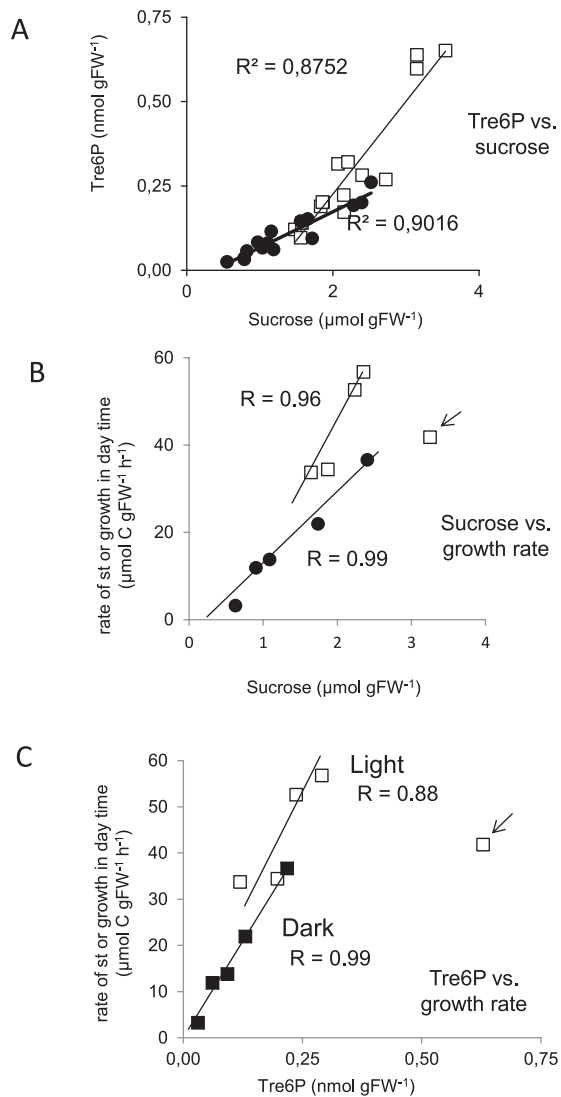 A
0,75
0,50
0,25
0,00
Tre6P (nmol gFW⁻¹)
R² = 0,8752
Tre6P vs.
sucrose
R² = 0,9016
0
2
4
Sucrose (µmol gFW⁻¹)
B
60
40
20
0
rate of st or growth in day time
(µmol C gFW⁻¹ h⁻¹)
R = 0.96
R = 0.99
Sucrose vs.
growth rate
0
1
2
3
4
Sucrose (µmol gFW⁻¹)
C
60
50
40
30
20
10
0
rate of st or growth in day time
(µmol C gFW⁻¹ h⁻¹)
Light
R = 0.88
Dark
R = 0.99
Tre6P vs.
growth rate
0,00
0,25
0,50
0,75
Tre6P (nmol gFW⁻¹)